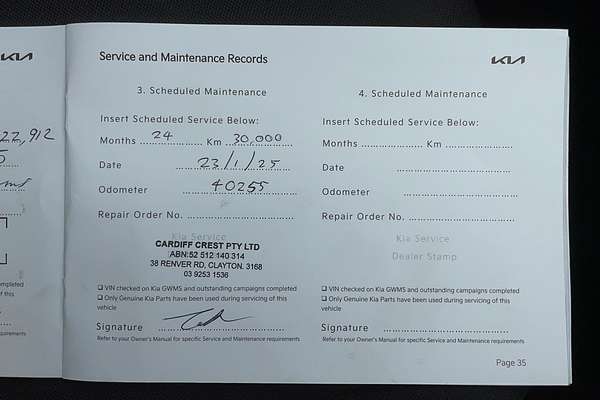 KIA
22,912
Service and Maintenance Records
KIA
3. Scheduled Maintenance
Insert Scheduled Service Below:
Months 24 Km 30,000
Date 23/1/25
Odometer 40255
Repair Order No.
Kia Service
CARDIFF CREST PTY LTD
ABN:52 512 140 314
38 RENVER RD, CLAYTON. 3168
03 9253 1536
❑ VIN checked on Kia GWMS and outstanding campaigns completed
❑ Only Genuine Kia Parts have been used during servicing of this
vehicle
Signature
Refer to your Owner's Manual for specific Service and Maintenance requirements
4. Scheduled Maintenance
Insert Scheduled Service Below:
Months Km
Date
Odometer
Repair Order No.
Kia Service
Dealer Stamp
❑ VIN checked on Kia GWMS and outstanding campaigns completed
❑ Only Genuine Kia Parts have been used during servicing of this
vehicle
Signature
Refer to your Owner's Manual for specific Service and Maintenance requirements
Page 35